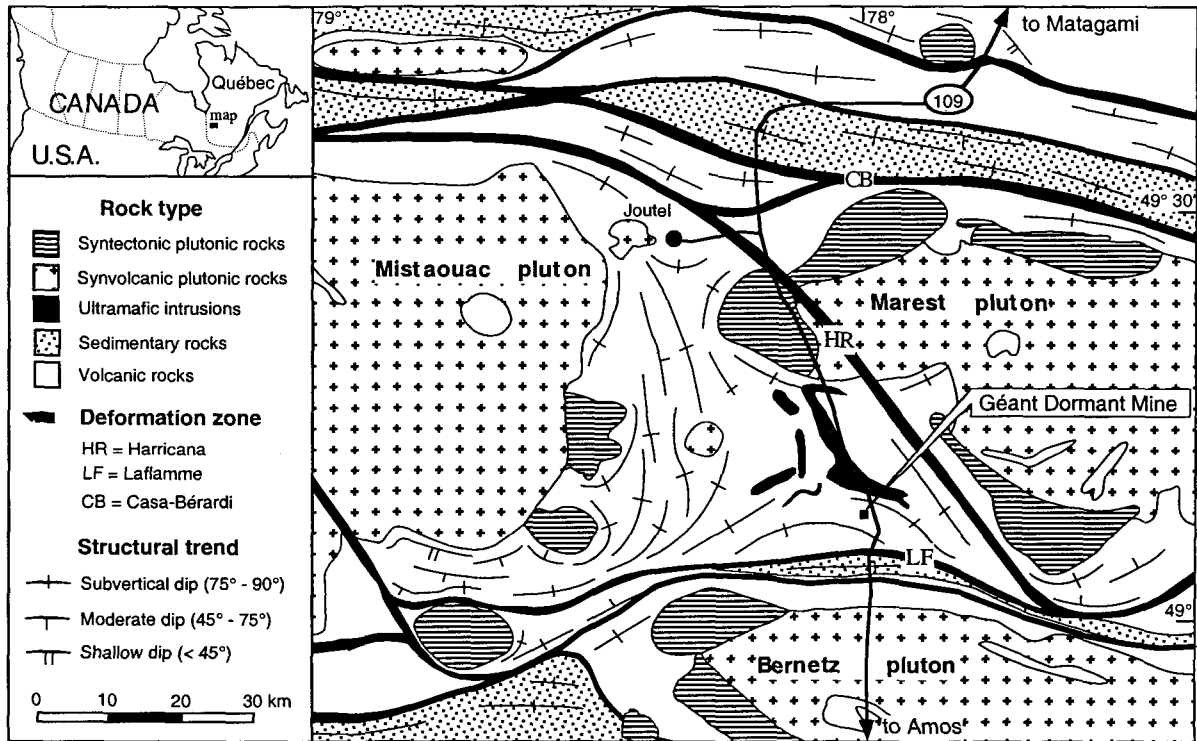 CANADA
Québec
map
U.S.A.
Rock type
Syntectonic plutonic rocks
Synvolcanic plutonic rocks
Ultramafic intrusions
Sedimentary rocks
Volcanic rocks
Deformation zone
HR = Harricana
LF = Laflamme
CB = Casa-Bérardi
Structural trend
Subvertical dip (75° - 90°)
Moderate dip (45° - 75°)
Shallow dip (< 45°)
0 10 20 30 km
79°
78°
to Matagami
109
CB
49° 30'
Joutel
Mistaouac pluton
Marest pluton
HR
Géant Dormant Mine
LF
49°
Bernetz pluton
to Amos